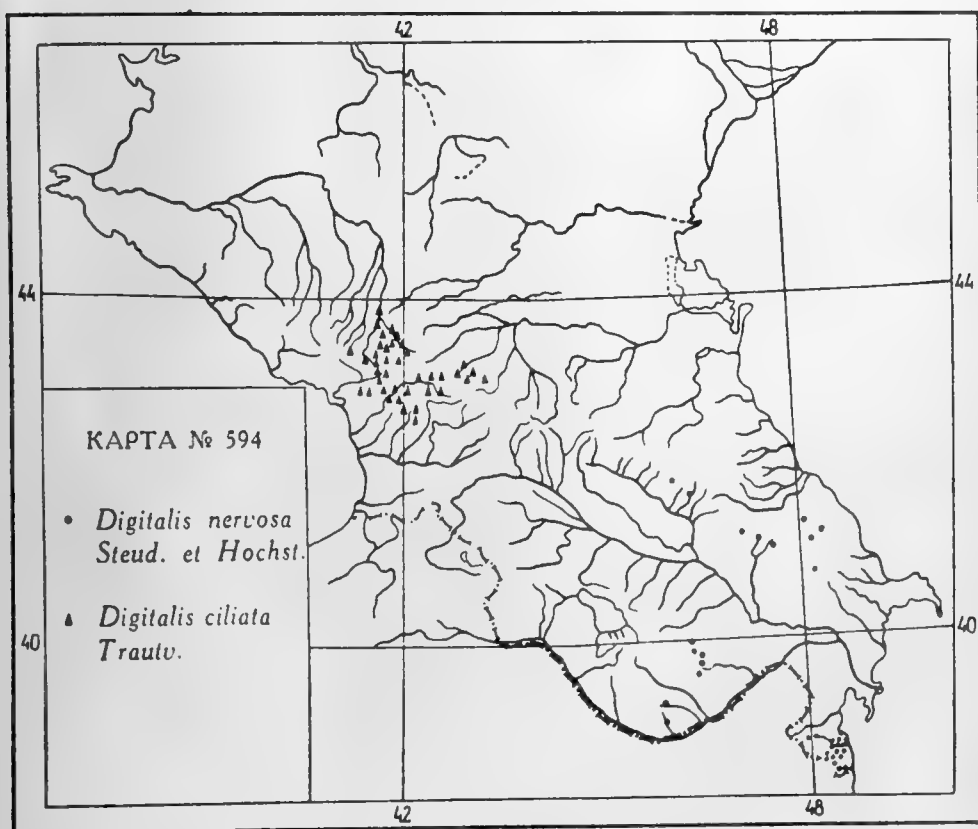 42 48
44 44
КАРТА № 594
• Digitalis nervosa
Steud. et Hochst.
▲ Digitalis ciliata
Trautv.
40 40
42 48